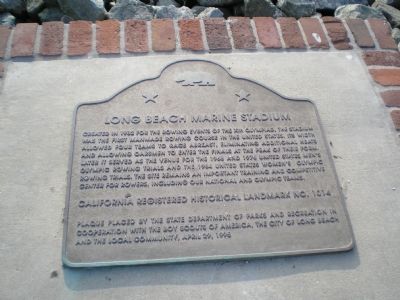 LONG BEACH MARINE STADIUM
CREATED IN 1932 FOR THE ROWING EVENTS OF THE XTH OLYMPIAD, THE STADIUM
WAS THE FIRST MANMADE ROWING COURSE IN THE UNITED STATES. ITS WIDTH
ALLOWED FOUR TEAMS TO RACE ABREAST, ELIMINATING ADDITIONAL HEATS
AND ALLOWING OARSMEN TO ENTER THE FINALS AT THE PEAK OF THEIR FORM.
LATER IT SERVED AS THE VENUE FOR THE 1968 AND 1976 UNITED STATES MEN'S
OLYMPIC ROWING TRIALS AND THE 1984 UNITED STATES WOMEN'S OLYMPIC
ROWING TRIALS. THE SITE REMAINS AN IMPORTANT TRAINING AND COMPETITIVE
CENTER FOR ROWERS, INCLUDING OUR NATIONAL AND OLYMPIC TEAMS.
CALIFORNIA REGISTERED HISTORICAL LANDMARK NO. 1014
PLAQUE PLACED BY THE STATE DEPARTMENT OF PARKS AND RECREATION IN
COOPERATION WITH THE BOY SCOUTS OF AMERICA, THE CITY OF LONG BEACH
AND THE LOCAL COMMUNITY, APRIL 29, 1995